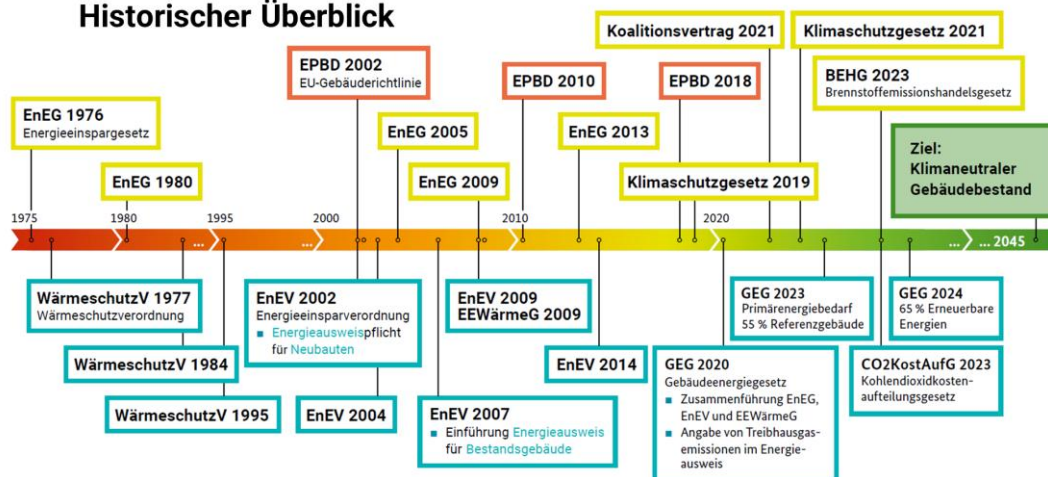 Historischer Überblick
EnEG 1976
Energieeinspargesetz
EnEG 1980
EPBD 2002
EU-Gebäuderichtlinie
EnEG 2005
EnEG 2009
EPBD 2010
EnEG 2013
Koalitionsvertrag 2021
EPBD 2018
Klimaschutzgesetz 2019
Klimaschutzgesetz 2021
BEHG 2023
Brennstoffemissionshandelsgesetz
Ziel:
Klimaneutraler
Gebäudebestand
1975
1980
1995
2000
2010
2020
...
...
...
... 2045
WärmeschutzV 1977
Wärmeschutzverordnung
WärmeschutzV 1984
WärmeschutzV 1995
EnEV 2002
Energieeinsparverordnung
■ Energieausweispflicht
für Neubauten
EnEV 2004
EnEV 2007
■ Einführung Energieausweis
für Bestandsgebäude
EnEV 2009
EEWärmeG 2009
EnEV 2014
GEG 2020
Gebäudeenergiegesetz
■ Zusammenführung EnEG,
EnEV und EEWärmeG
■ Angabe von Treibhausgas-
emissionen im Energie-
ausweis
GEG 2023
Primärenergiebedarf
55 % Referenzgebäude
GEG 2024
65 % Erneuerbare
Energien
CO2KostAufG 2023
Kohlendioxidkosten-
aufteilungsgesetz